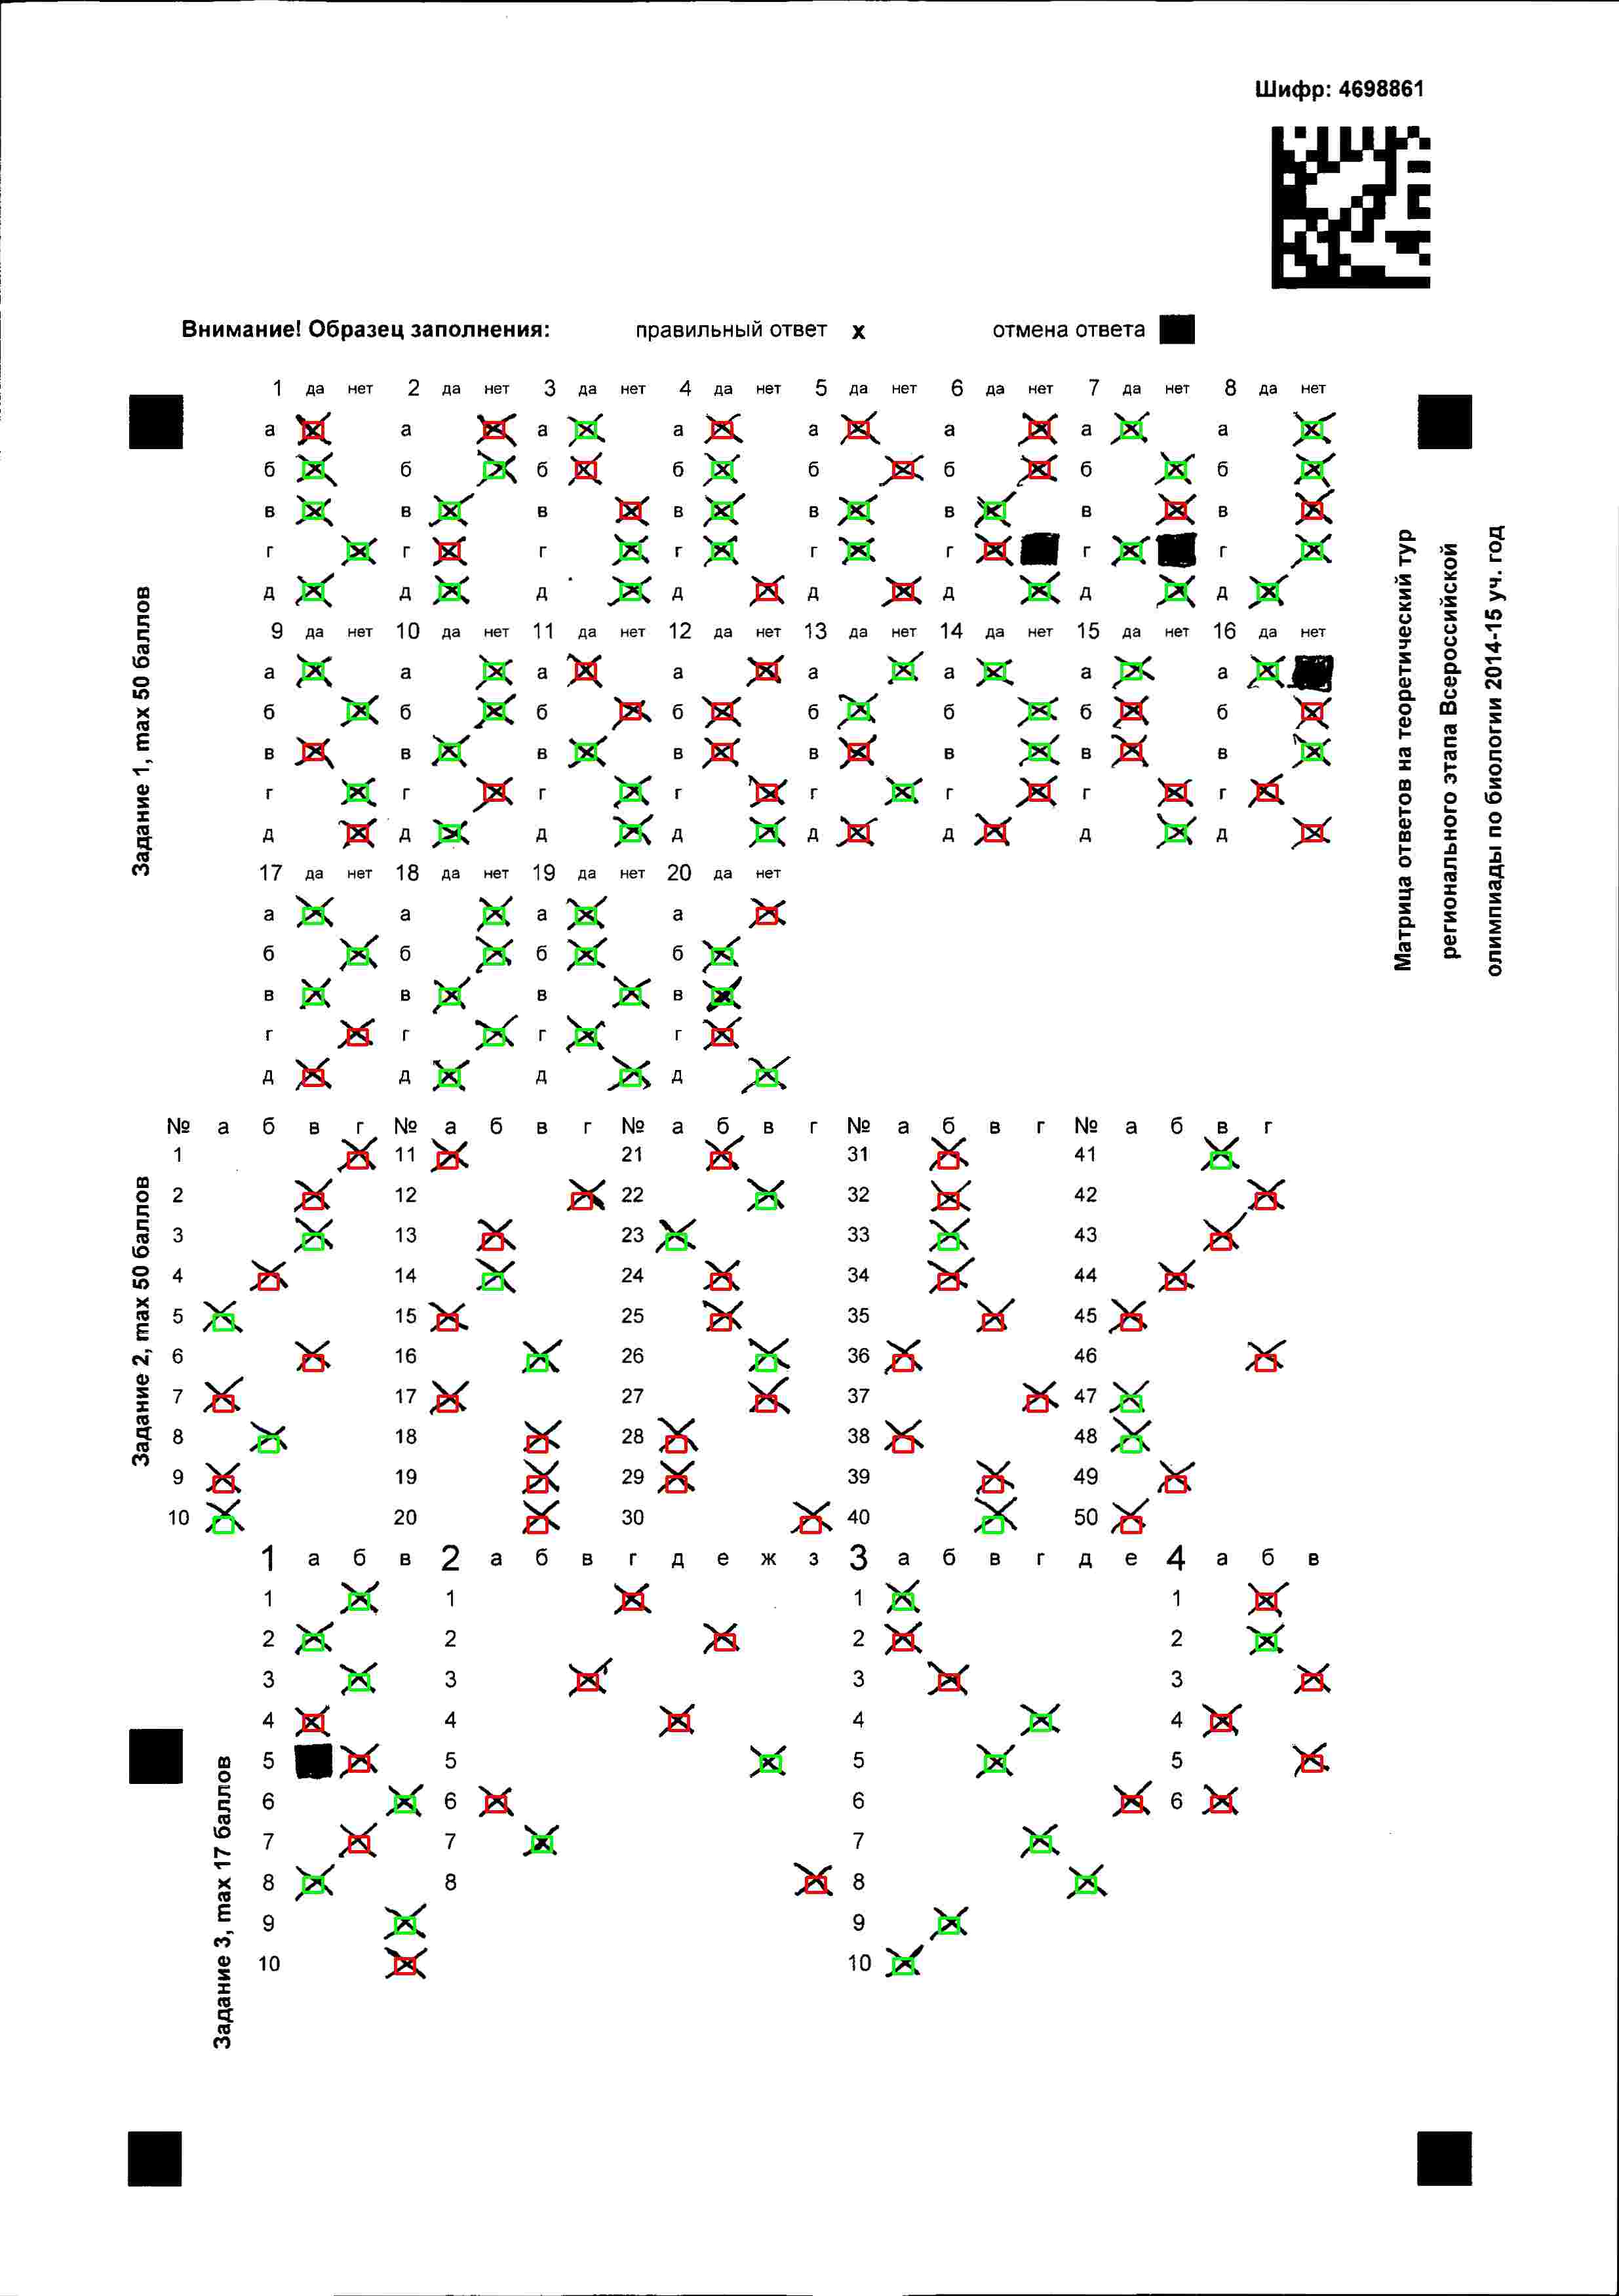 Шифр: 4698861
Внимание! Образец заполнения: правильный ответ х отмена ответа
Матрица ответов на теоретический тур
регионального этапа Всероссийской
олимпиады по биологии 2014-15 уч. год
Задание 1, max 50 баллов
1 да нет 2 да нет 3 да нет 4 да нет 5 да нет 6 да нет 7 да нет 8 да нет
а а а а а а а а
б б б б б б б б
в в в в в в в в
г г г г г г г г
д д д д д д д д
9 да нет 10 да нет 11 да нет 12 да нет 13 да нет 14 да нет 15 да нет 16 да нет
а а а а а а а а
б б б б б б б б
в в в в в в в в
г г г г г г г г
д д д д д д д д
17 да нет 18 да нет 19 да нет 20 да нет
а а а а
б б б б
в в в в
г г г г
д д д д
Задание 2, max 50 баллов
№ а б в г № а б в г № а б в г № а б в г № а б в г
1 11 21 31 41
2 12 22 32 42
3 13 23 33 43
4 14 24 34 44
5 15 25 35 45
6 16 26 36 46
7 17 27 37 47
8 18 28 38 48
9 19 29 39 49
10 20 30 40 50
Задание 3, max 17 баллов
1 а б в 2 а б в г д е ж з 3 а б в г д е 4 а б в
1 1 1 1
2 2 2 2
3 3 3 3
4 4 4 4
5 5 5 5
6 6 6 6
7 7 7
8 8 8
9 9
10 10